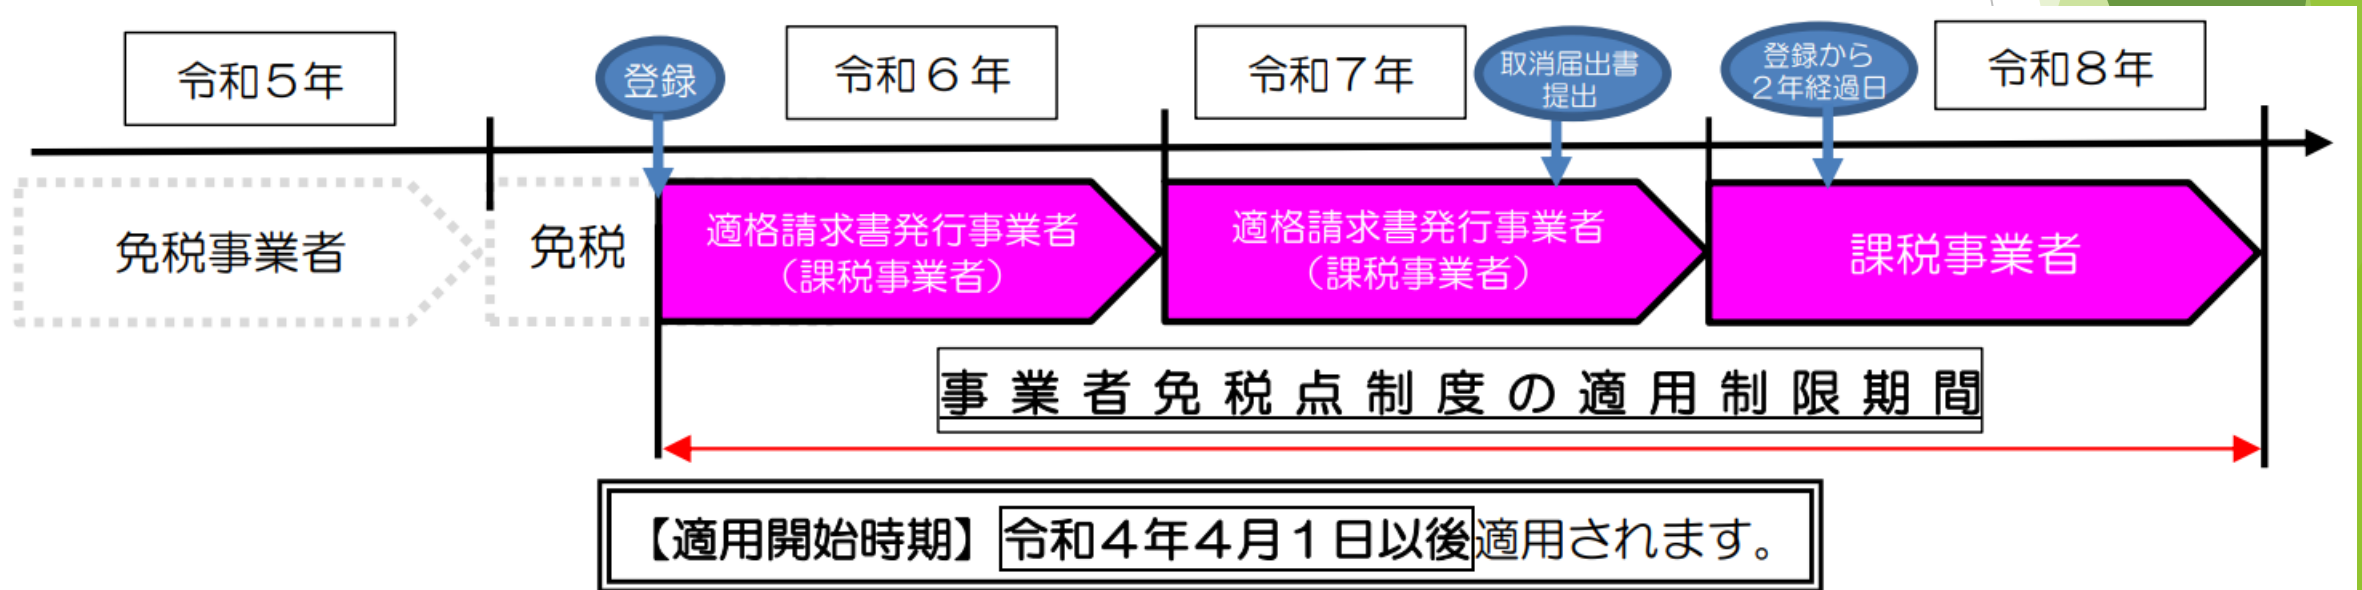 令和５年
登録
令和６年
令和７年
取消届出書
提出
登録から
２年経過日
令和８年
免税事業者
免税
適格請求書発行事業者
（課税事業者）
適格請求書発行事業者
（課税事業者）
課税事業者
事業者免税点制度の適用制限期間
【適用開始時期】令和４年４月１日以後適用されます。